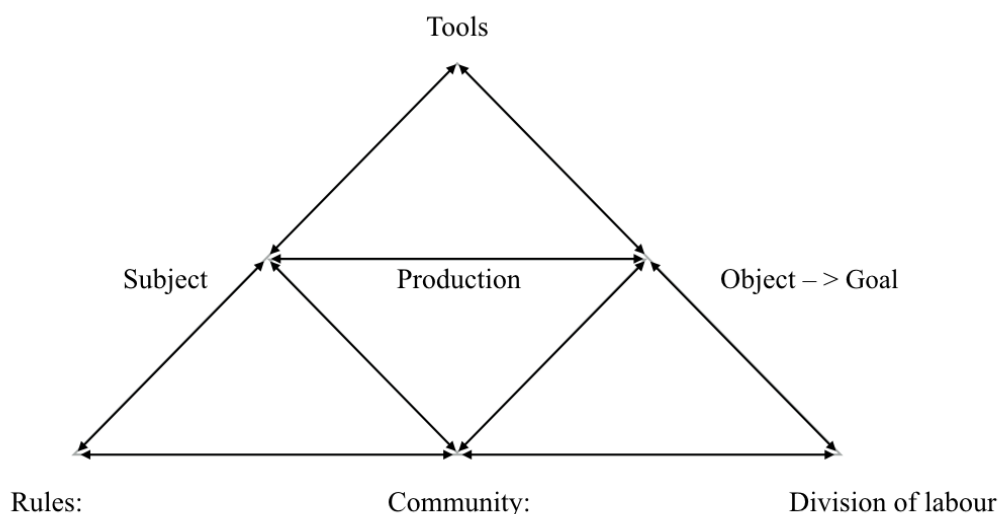 Tools
Subject
Production
Object – > Goal
Rules:
Community:
Division of labour